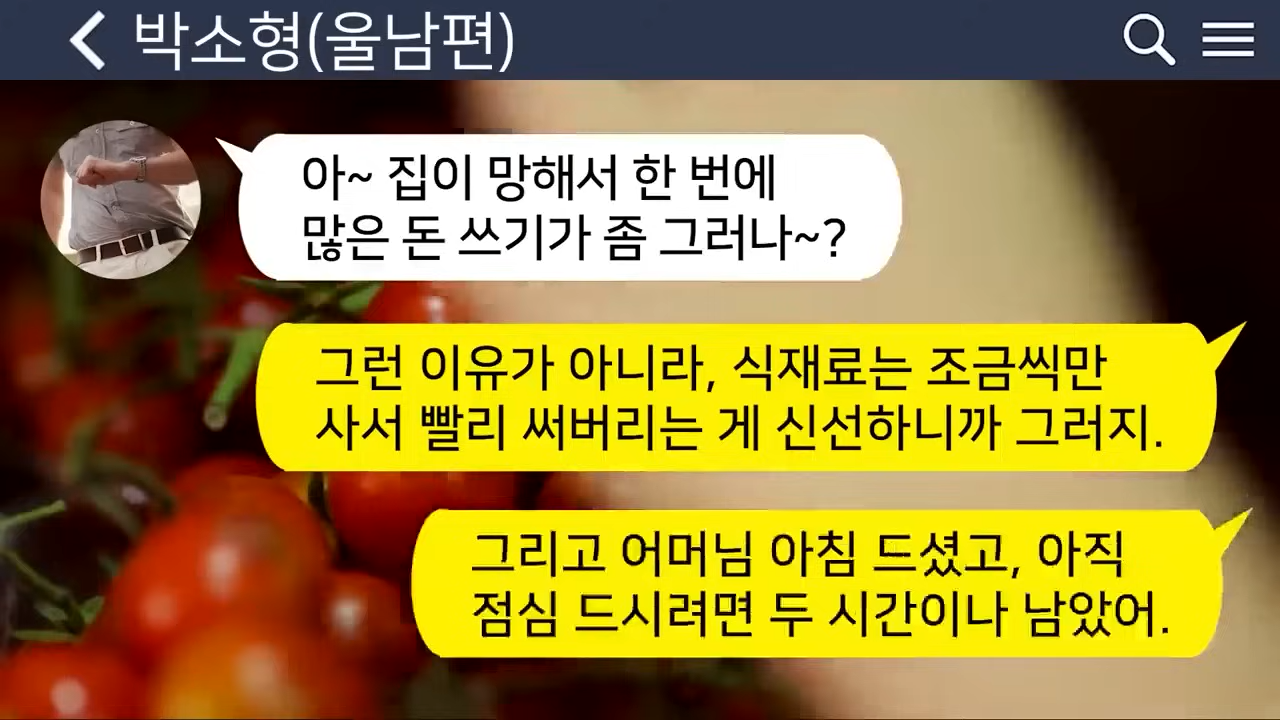 박소형(울남편)
아~ 집이 망해서 한 번에
많은 돈 쓰기가 좀 그러나~?
그런 이유가 아니라, 식재료는 조금씩만
사서 빨리 써버리는 게 신선하니까 그러지.
그리고 어머님 아침 드셨고, 아직
점심 드시려면 두 시간이나 남았어.